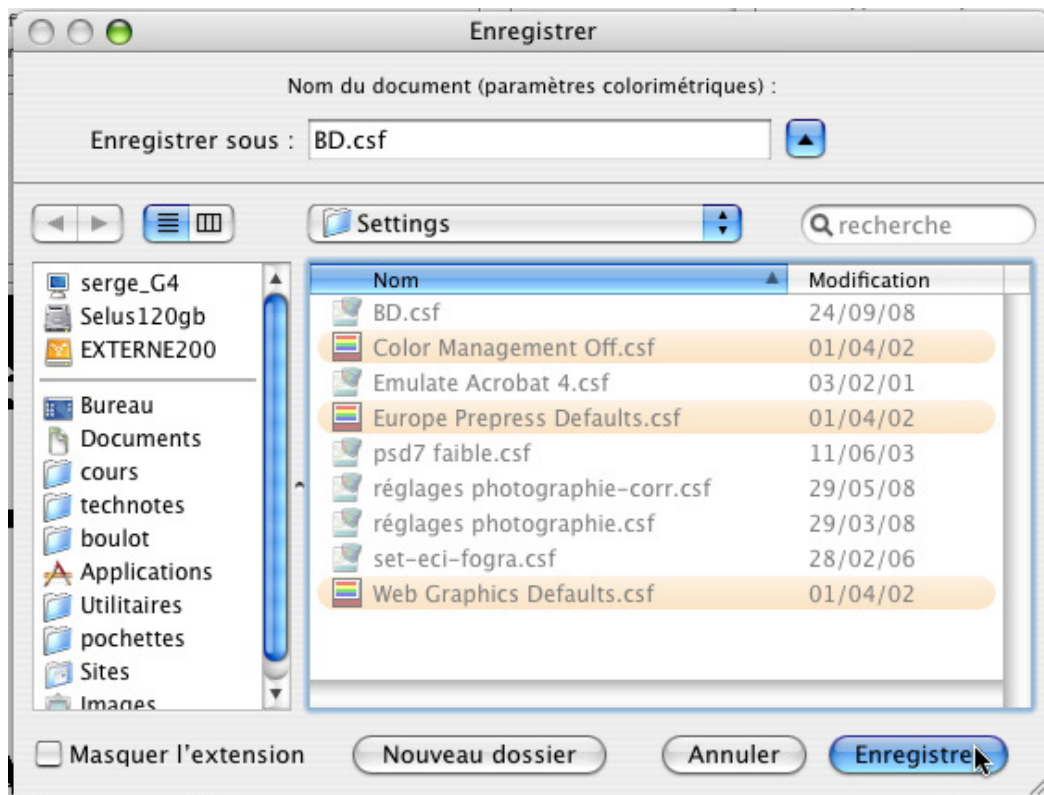 Enregistrer
Nom du document (paramètres colorimétriques) :
Enregistrer sous : BD.csf
Settings
recherche
serge_G4
Selus120gb
EXTERNE200
Bureau
Documents
cours
technotes
boulot
Applications
Utilitaires
pochettes
Sites
Images
Nom Modification
BD.csf 24/09/08
Color Management Off.csf 01/04/02
Emulate Acrobat 4.csf 03/02/01
Europe Prepress Defaults.csf 01/04/02
psd7 faible.csf 11/06/03
réglages photographie-corr.csf 29/05/08
réglages photographie.csf 29/03/08
set-eci-fogra.csf 28/02/06
Web Graphics Defaults.csf 01/04/02
Masquer l'extension
Nouveau dossier
Annuler
Enregistrer